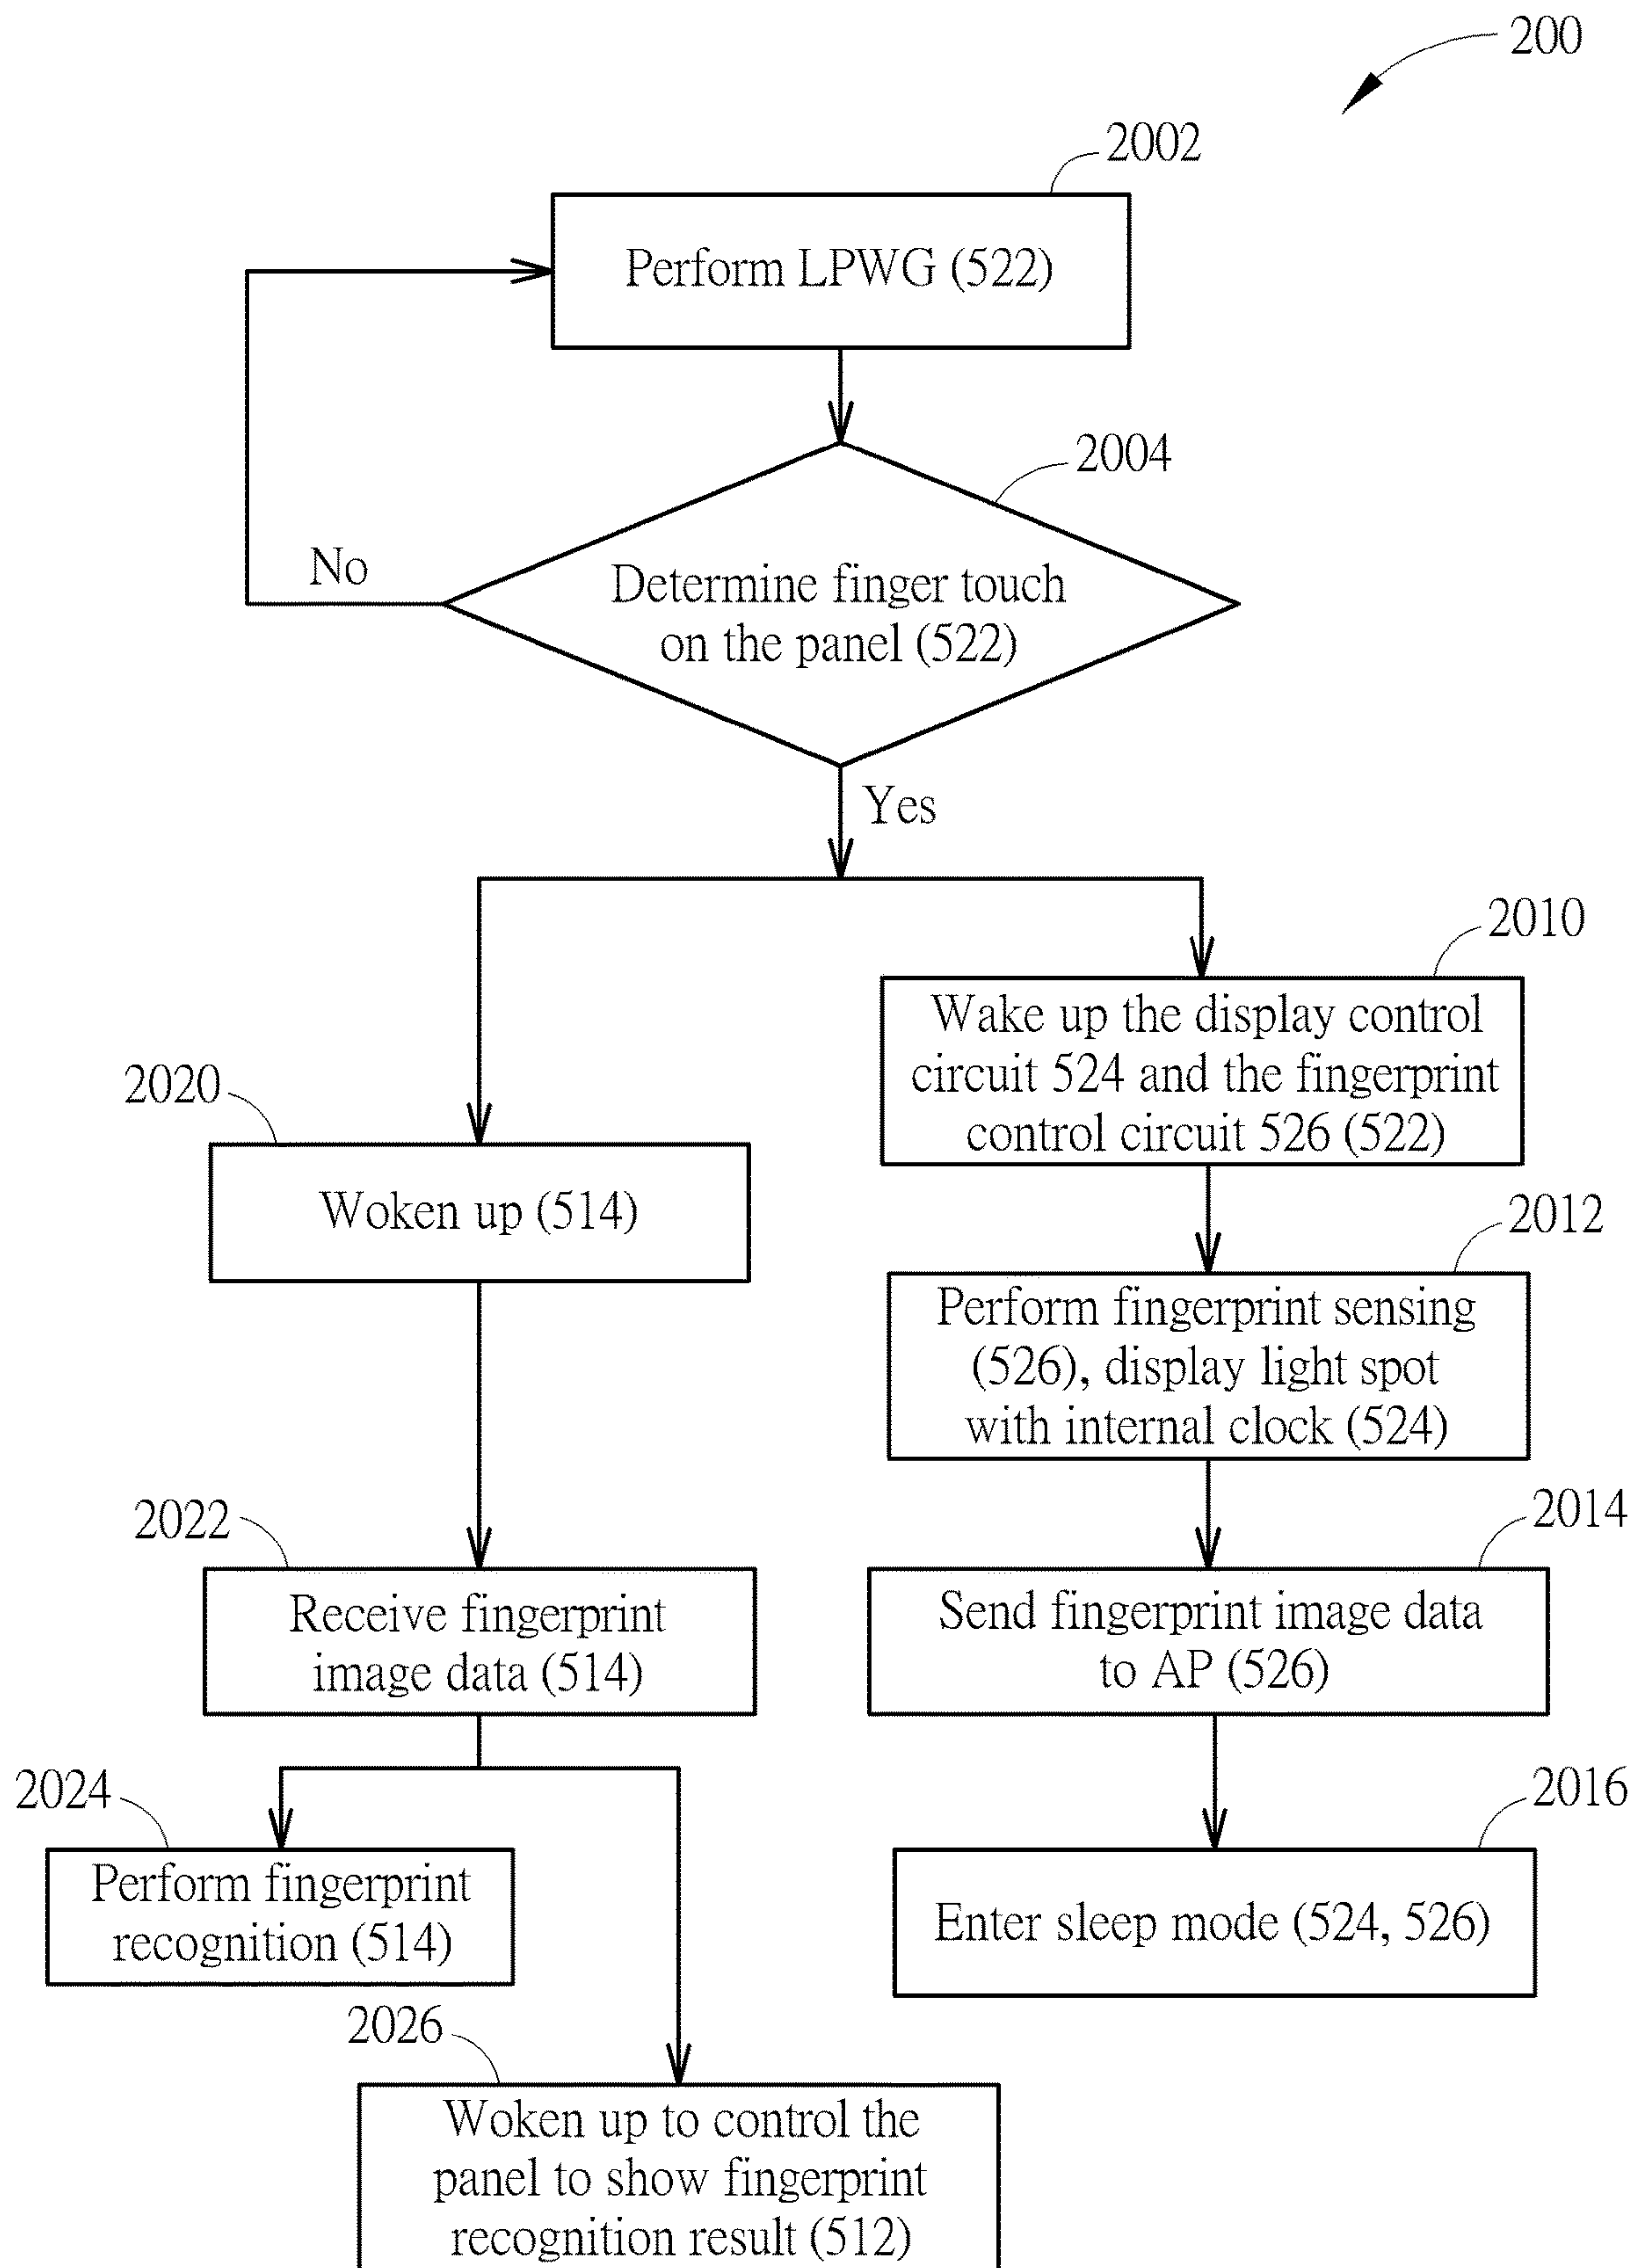 200
2002
Perform LPWG (522)
2004
No
Determine finger touch
on the panel (522)
Yes
2010
Wake up the display control
circuit 524 and the fingerprint
control circuit 526 (522)
2020
Woken up (514)
2012
Perform fingerprint sensing
(526), display light spot
with internal clock (524)
2022
Receive fingerprint
image data (514)
2014
Send fingerprint image data
to AP (526)
2024
Perform fingerprint
recognition (514)
2016
Enter sleep mode (524, 526)
2026
Woken up to control the
panel to show fingerprint
recognition result (512)